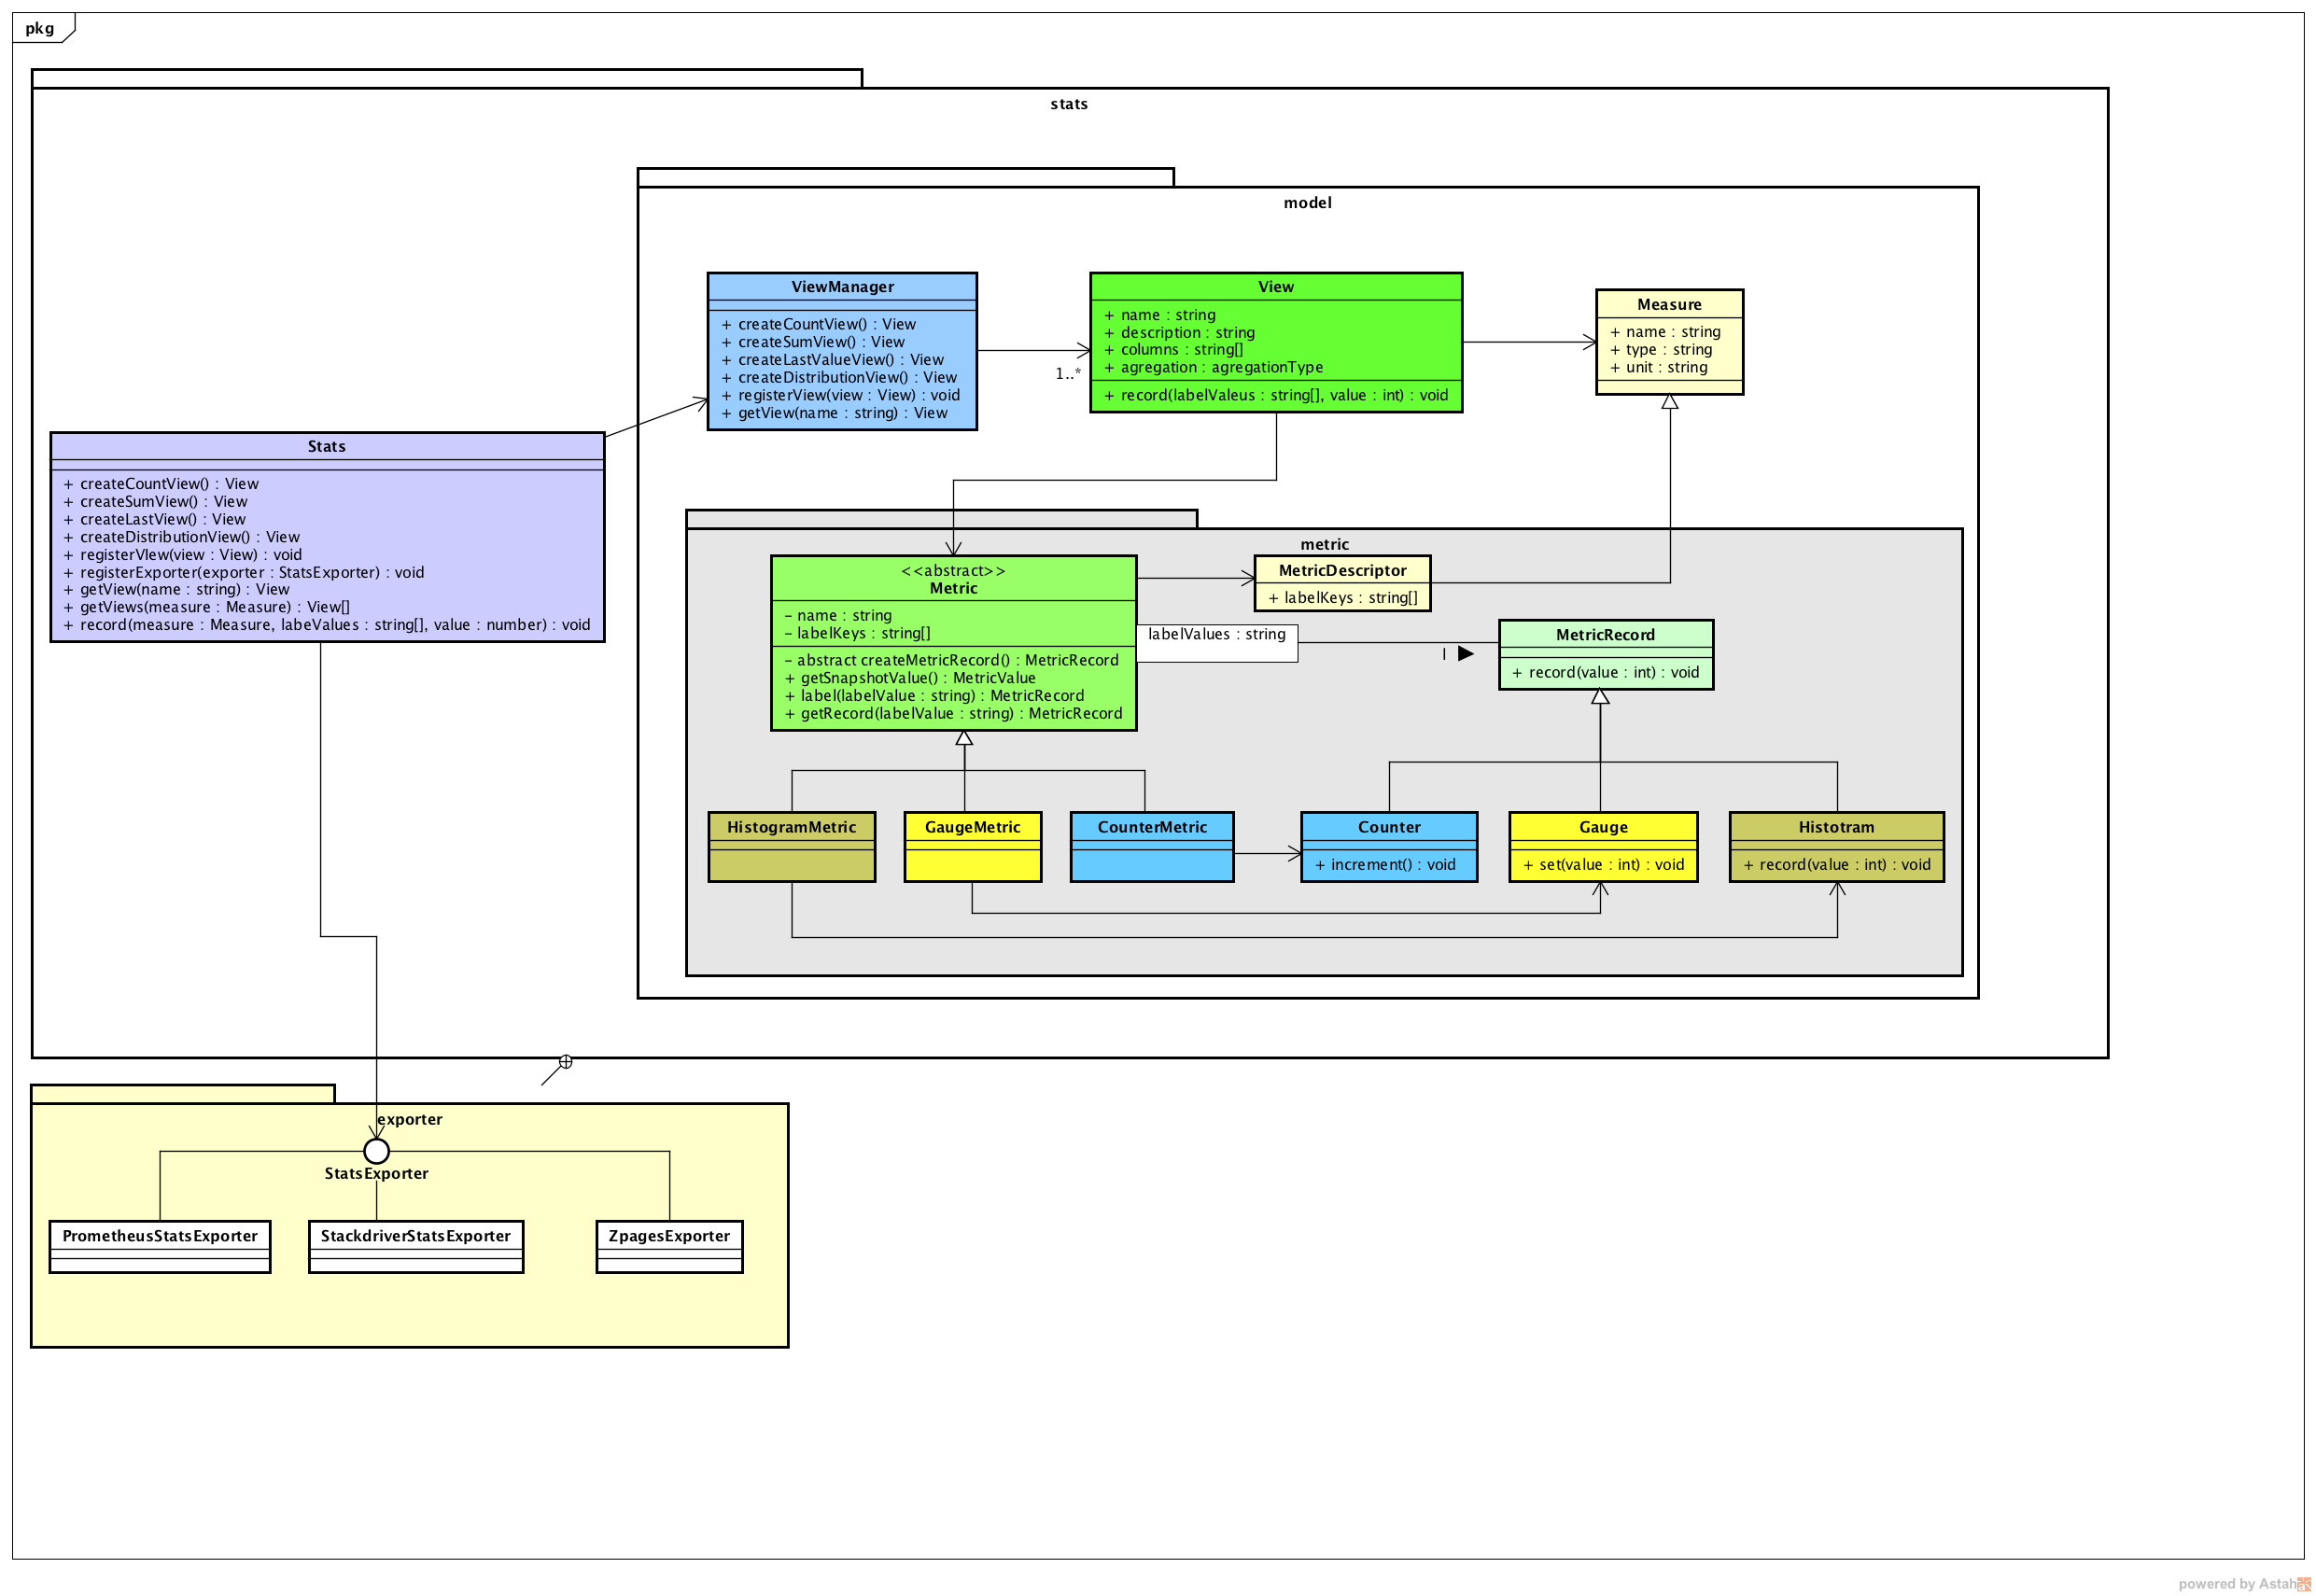 pkg
stats
model
ViewManager
+ createCountView() : View
+ createSumView() : View
+ createLastValueView() : View
+ createDistributionView() : View
+ registerView(view : View) : void
+ getView(name : string) : View
1..*
View
+ name : string
+ description : string
+ columns : string[]
+ agregation : agregationType
+ record(labelValeus : string[], value : int) : void
Measure
+ name : string
+ type : string
+ unit : string
Stats
+ createCountView() : View
+ createSumView() : View
+ createLastView() : View
+ createDistributionView() : View
+ registerVIew(view : View) : void
+ registerExporter(exporter : StatsExporter) : void
+ getView(name : string) : View
+ getViews(measure : Measure) : View[]
+ record(measure : Measure, labeValues : string[], value : number) : void
metric
<<abstract>>
Metric
– name : string
– labelKeys : string[]
– abstract createMetricRecord() : MetricRecord
+ getSnapshotValue() : MetricValue
+ label(labelValue : string) : MetricRecord
+ getRecord(labelValue : string) : MetricRecord
MetricDescriptor
+ labelKeys : string[]
labelValues : string
l
MetricRecord
+ record(value : int) : void
HistogramMetric
GaugeMetric
CounterMetric
Counter
+ increment() : void
Gauge
+ set(value : int) : void
Histotram
+ record(value : int) : void
exporter
StatsExporter
PrometheusStatsExporter
StackdriverStatsExporter
ZpagesExporter
powered by Astah